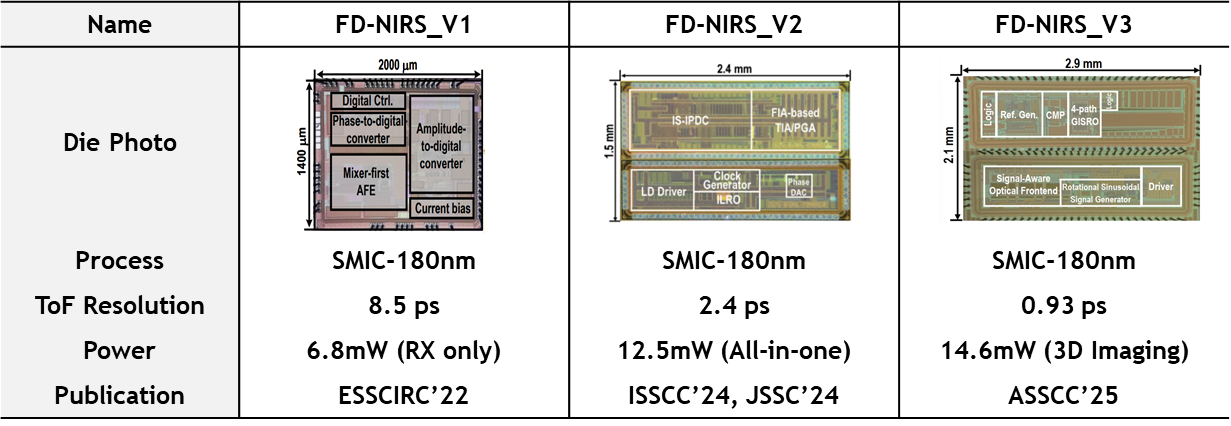 Name FD-NIRS_V1 FD-NIRS_V2 FD-NIRS_V3
Die Photo
2000 μm
1400 μm
Digital Ctrl.
Phase-to-digital
converter
Amplitude-
to-digital
converter
Mixer-first
AFE
Current bias
2.4 mm
1.5 mm
IS-IPDC
FIA-based
TIA/PGA
LD Driver
Clock
Generator
ILRO
Phase
DAC
2.9 mm
2.1 mm
Logic
Ref. Gen.
CMP
4-path
GISRO
Logic
Signal-Aware
Optical Frontend
Rotational Sinusoidal
Signal Generator
Driver
Process SMIC-180nm SMIC-180nm SMIC-180nm
ToF Resolution 8.5 ps 2.4 ps 0.93 ps
Power 6.8mW (RX only) 12.5mW (All-in-one) 14.6mW (3D Imaging)
Publication ESSCIRC’22 ISSCC’24, JSSC’24 ASSCC’25